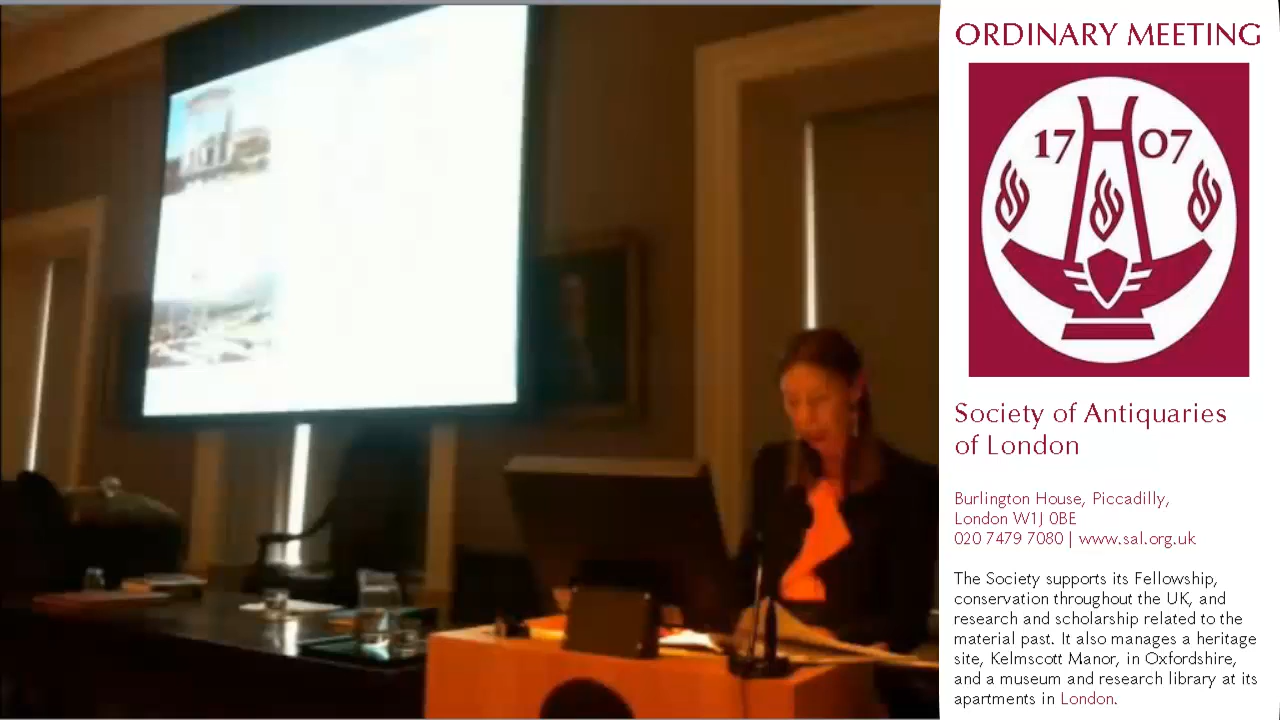 ORDINARY MEETING
17 07
Society of Antiquaries
of London
Burlington House, Piccadilly,
London W1J 0BE
020 7479 7080 | www.sal.org.uk
The Society supports its Fellowship,
conservation throughout the UK, and
research and scholarship related to the
material past. It also manages a heritage
site, Kelmscott Manor, in Oxfordshire,
and a museum and research library at its
apartments in London.